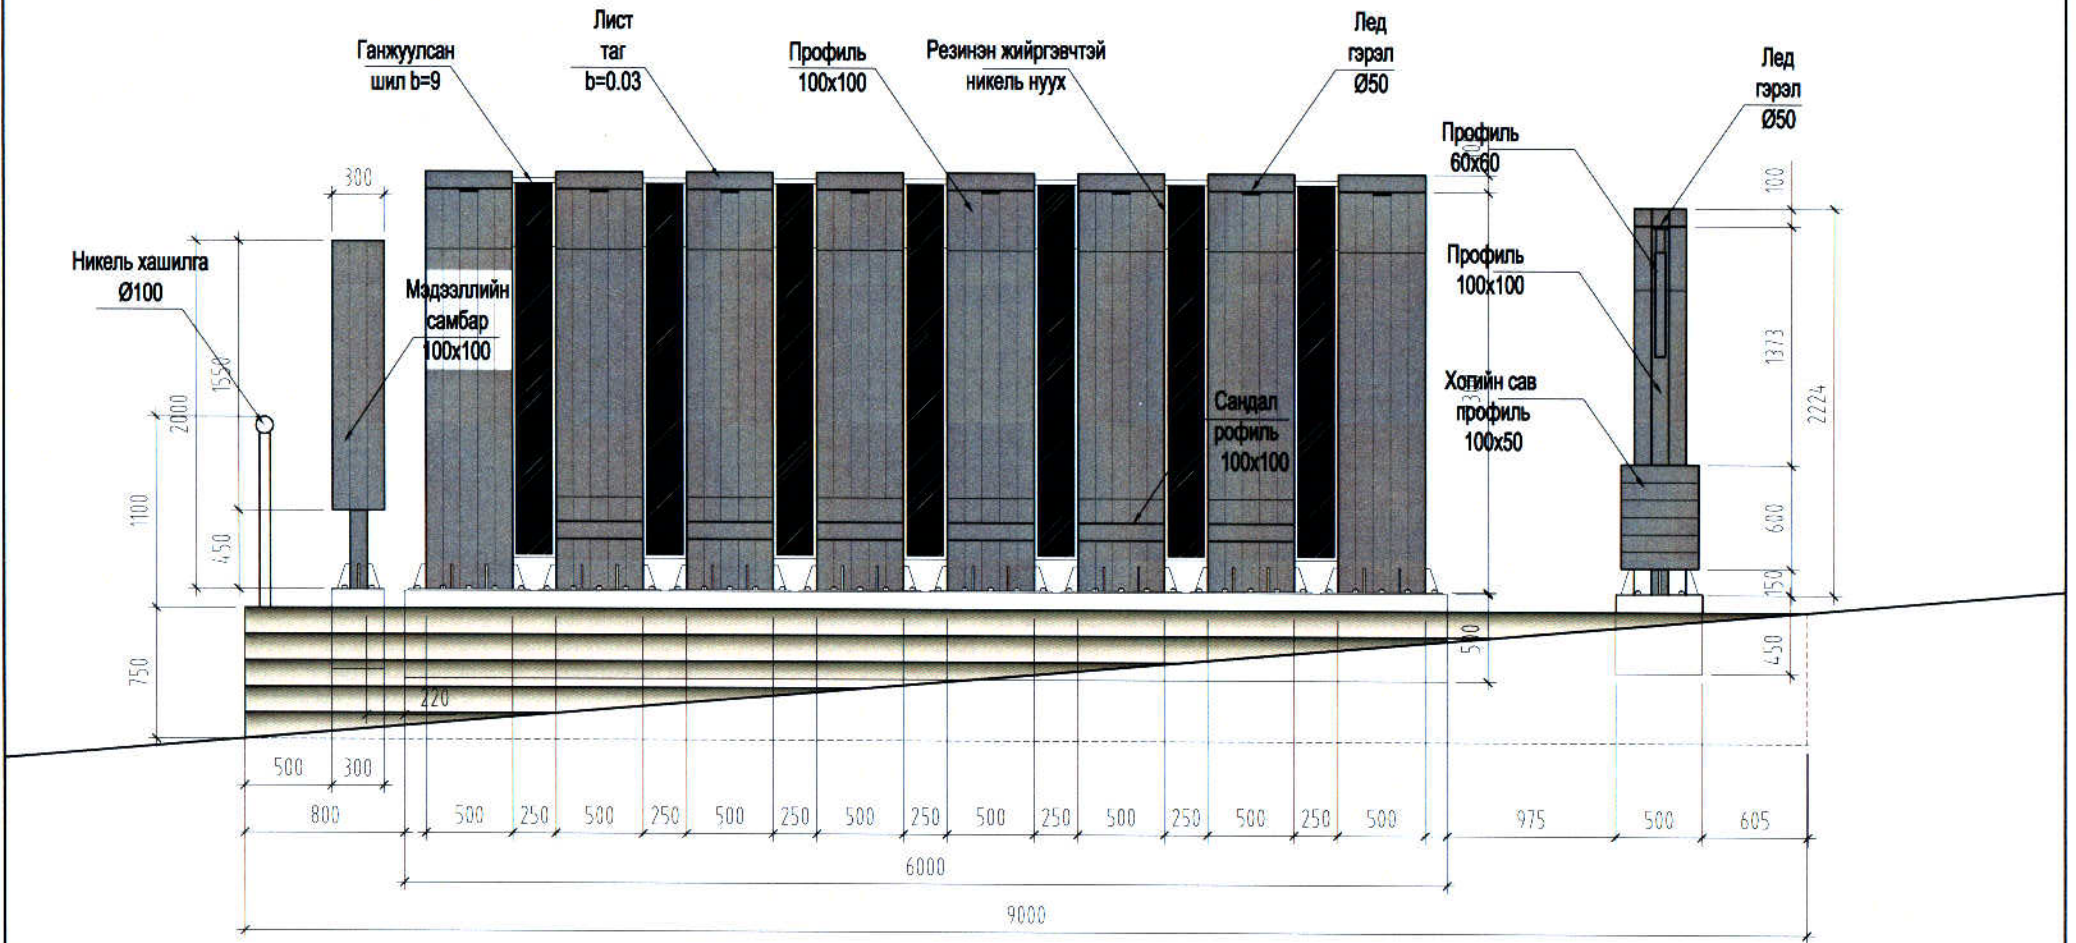 Ганжуулсан
шил b=9
Лист
таг
b=0.03
Профиль
100x100
Резинэн жийргэвчтэй
никель нуух
Лед
гэрэл
Ø50
Лед
гэрэл
Ø50
Профиль
60x60
Профиль
100x100
Хогийн сав
профиль
100x50
Никель хашилга
Ø100
Мэдээллийн
самбар
100x100
Сандал
рофиль
100x100
300
2000
1550
450
1100
750
220
100
1373
600
150
450
2224
500
300
800
500
250
500
250
500
250
500
250
500
250
500
250
500
250
500
975
500
605
6000
9000